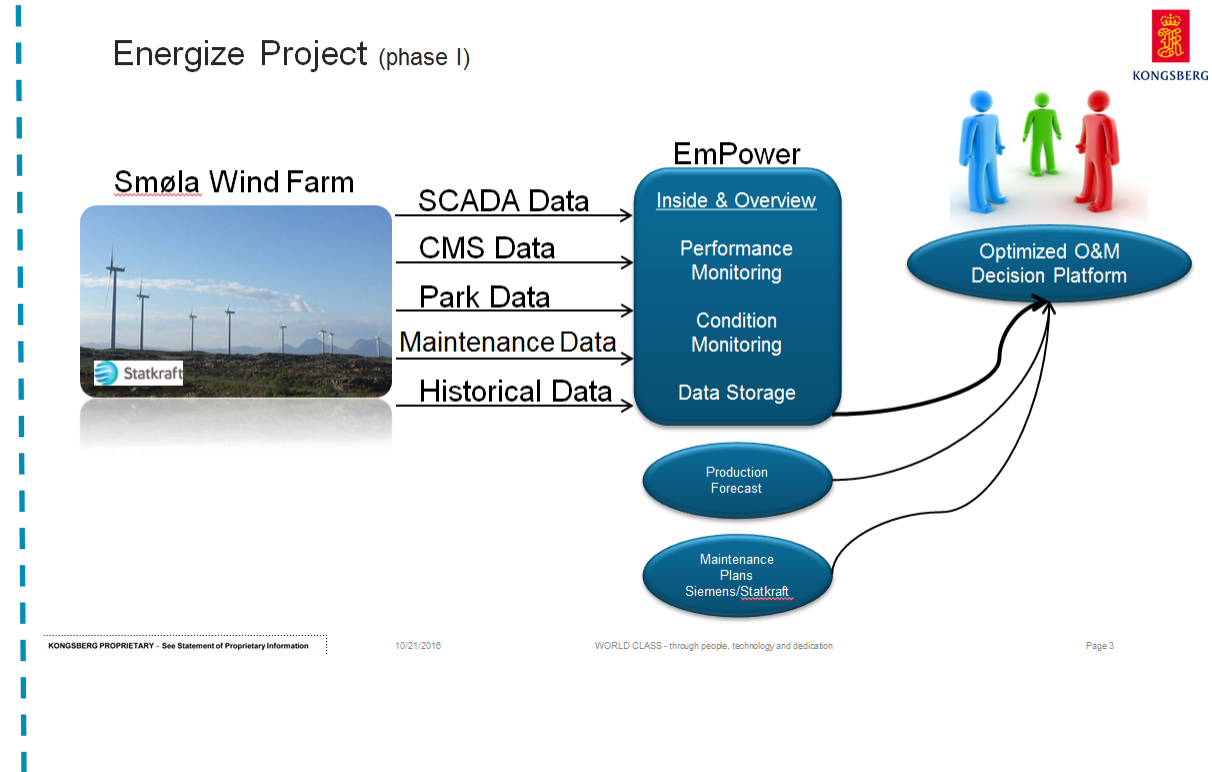 Energize Project (phase I)
KONGSBERG
Smøla Wind Farm
Statkraft
SCADA Data
CMS Data
Park Data
Maintenance Data
Historical Data
EmPower
Inside & Overview
Performance
Monitoring
Condition
Monitoring
Data Storage
Production
Forecast
Maintenance
Plans
Siemens/Statkraft
Optimized O&M
Decision Platform
KONGSBERG PROPRIETARY – See Statement of Proprietary Information
10/21/2016
WORLD CLASS - through people, technology and dedication
Page 3